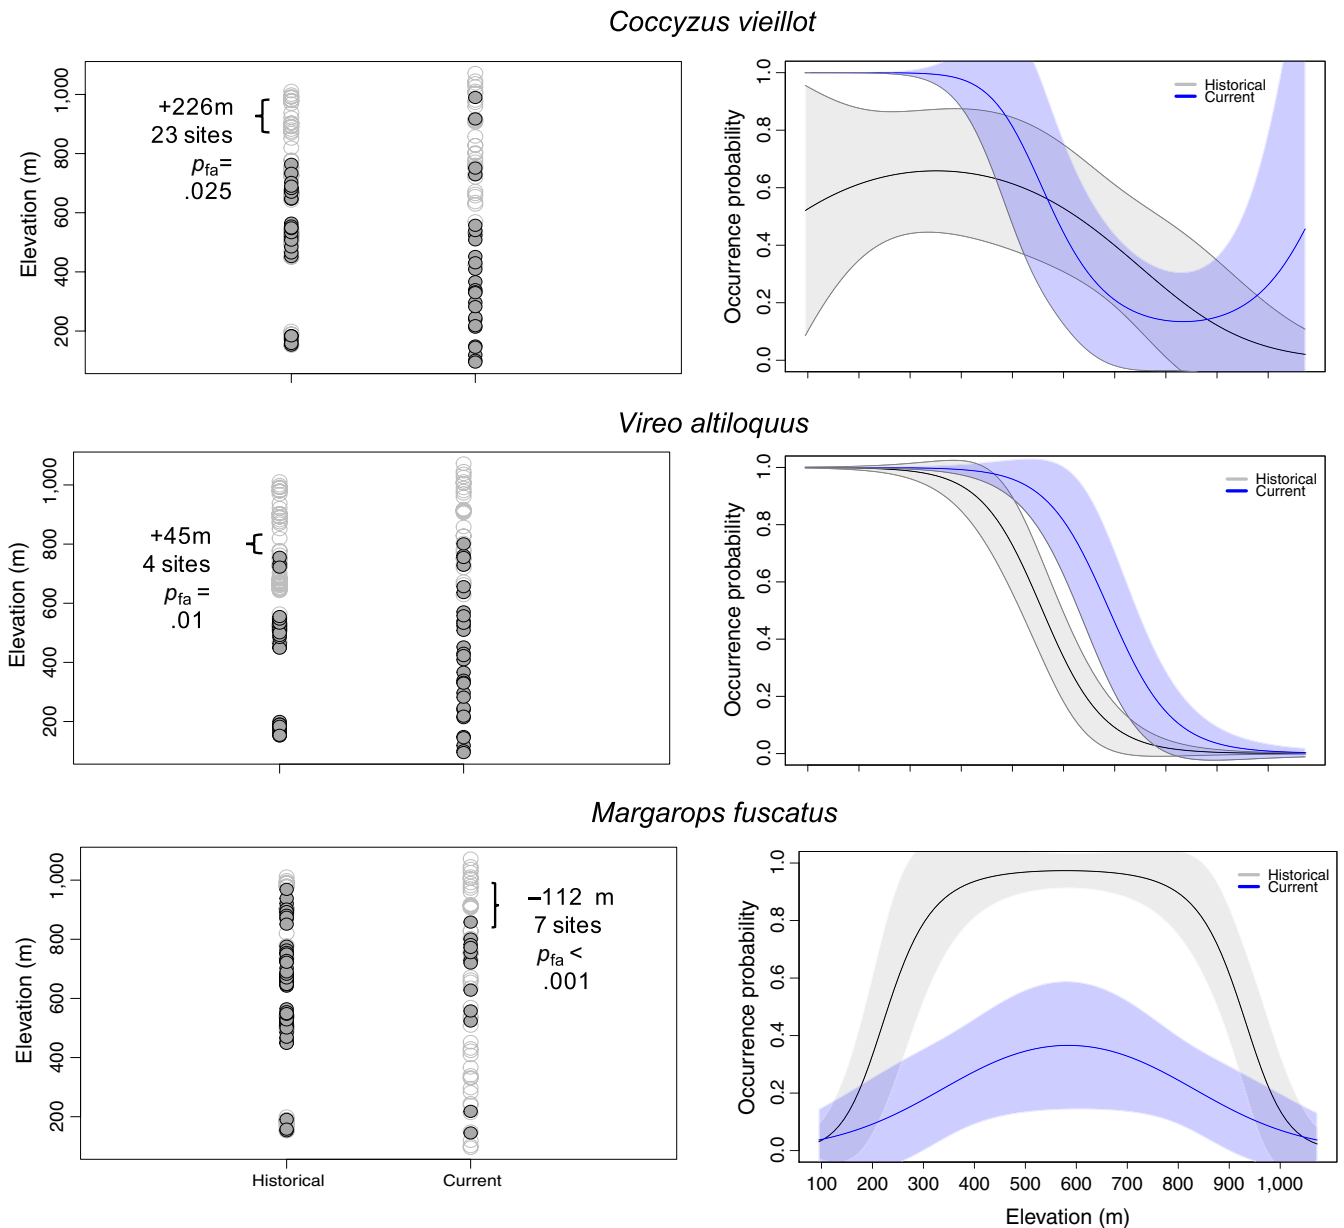 Coccyzus vieillot
Elevation (m)
1,000
800
600
400
200
+226m
23 sites
pfa=
.025
Occurrence probability
1.0
0.8
0.6
0.4
0.2
0.0
Historical
Current
Vireo altiloquus
Elevation (m)
1,000
800
600
400
200
+45m
4 sites
pfa =
.01
Occurrence probability
1.0
0.8
0.6
0.4
0.2
0.0
Historical
Current
Margarops fuscatus
Elevation (m)
1,000
800
600
400
200
−112 m
7 sites
pfa <
.001
Historical Current
Occurrence probability
1.0
0.8
0.6
0.4
0.2
0.0
Historical
Current
100 200 300 400 500 600 700 800 900 1,000
Elevation (m)